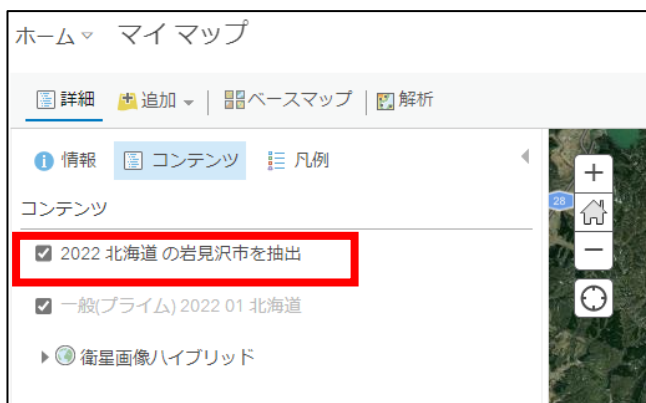 ホーム マイ マップ
詳細 追加 ベースマップ 解析
情報 コンテンツ 凡例
コンテンツ
2022 北海道 の岩見沢市を抽出
一般(プライム) 2022 01 北海道
衛星画像ハイブリッド
28